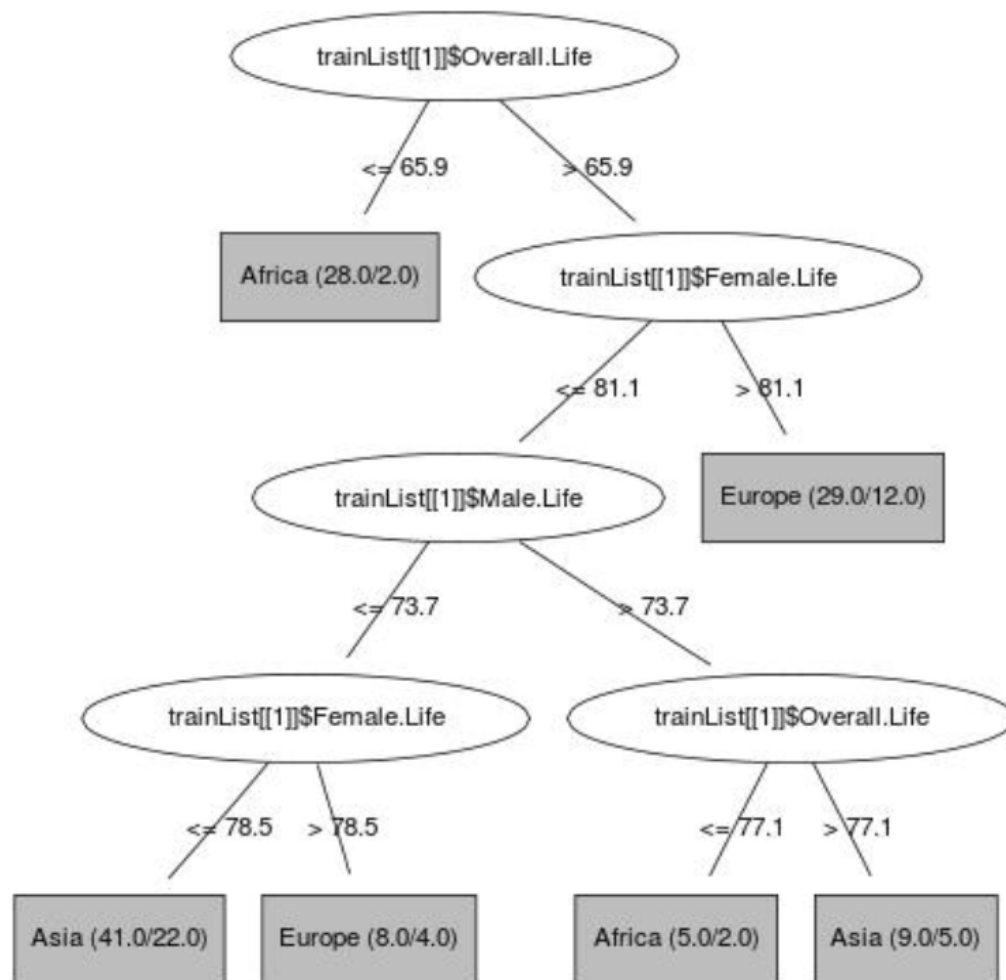 trainList[[1]]$Overall.Life
<= 65.9
> 65.9
Africa (28.0/2.0)
trainList[[1]]$Female.Life
<= 81.1
> 81.1
trainList[[1]]$Male.Life
Europe (29.0/12.0)
<= 73.7
> 73.7
trainList[[1]]$Female.Life
trainList[[1]]$Overall.Life
<= 78.5
> 78.5
<= 77.1
> 77.1
Asia (41.0/22.0)
Europe (8.0/4.0)
Africa (5.0/2.0)
Asia (9.0/5.0)